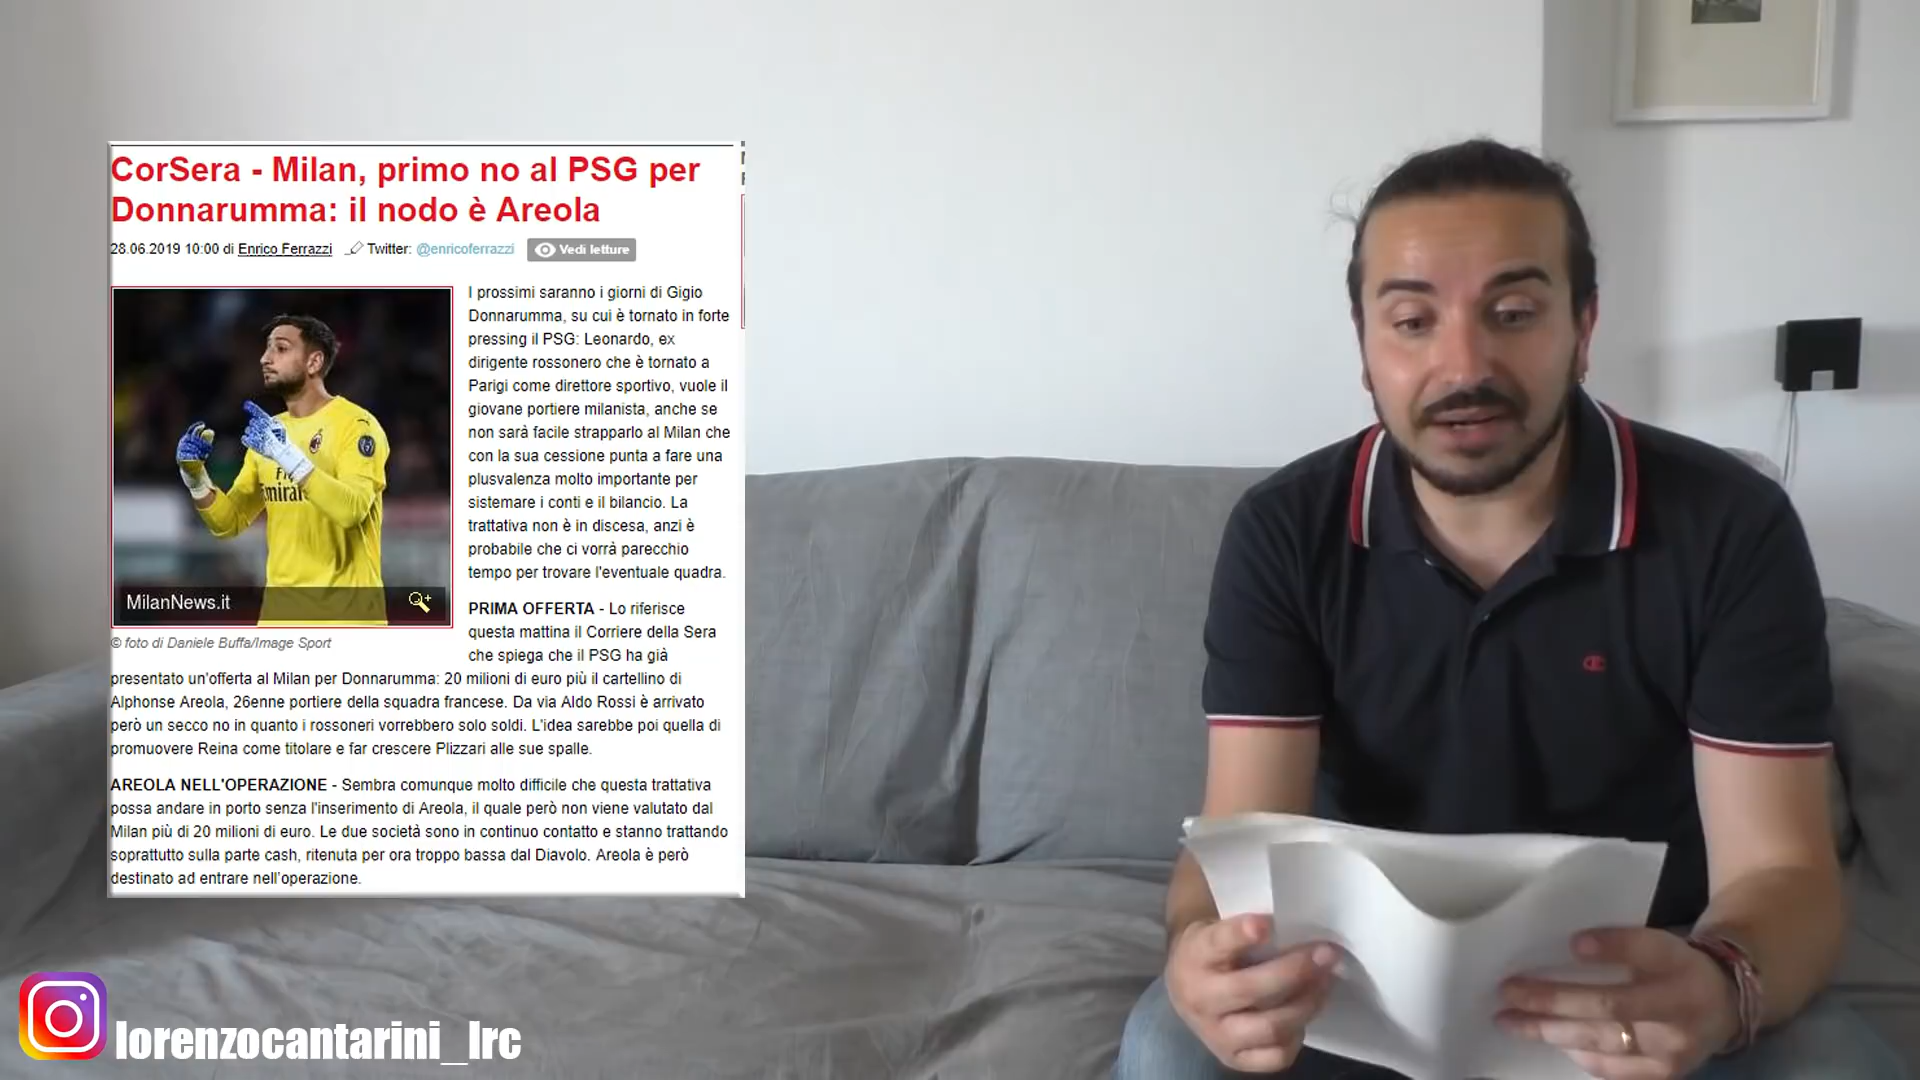 CorSera - Milan, primo no al PSG per
Donnarumma: il nodo è Areola
28.06.2019 10:00 di Enrico Ferrazzi Twitter: @enricoferrazzi Vedi letture
I prossimi saranno i giorni di Gigio
Donnarumma, su cui è tornato in forte
pressing il PSG: Leonardo, ex
dirigente rossonero che è tornato a
Parigi come direttore sportivo, vuole il
giovane portiere milanista, anche se
non sarà facile strapparlo al Milan che
con la sua cessione punta a fare una
plusvalenza molto importante per
sistemare i conti e il bilancio. La
trattativa non è in discesa, anzi è
probabile che ci vorrà parecchio
tempo per trovare l'eventuale quadra.
MilanNews.it
© foto di Daniele Buffa/Image Sport
PRIMA OFFERTA - Lo riferisce
questa mattina il Corriere della Sera
che spiega che il PSG ha già
presentato un'offerta al Milan per Donnarumma: 20 milioni di euro più il cartellino di
Alphonse Areola, 26enne portiere della squadra francese. Da via Aldo Rossi è arrivato
però un secco no in quanto i rossoneri vorrebbero solo soldi. L'idea sarebbe poi quella di
promuovere Reina come titolare e far crescere Plizzari alle sue spalle.
AREOLA NELL'OPERAZIONE - Sembra comunque molto difficile che questa trattativa
possa andare in porto senza l'inserimento di Areola, il quale però non viene valutato dal
Milan più di 20 milioni di euro. Le due società sono in continuo contatto e stanno trattando
soprattutto sulla parte cash, ritenuta per ora troppo bassa dal Diavolo. Areola è però
destinato ad entrare nell'operazione.
lorenzocantarini_lrc